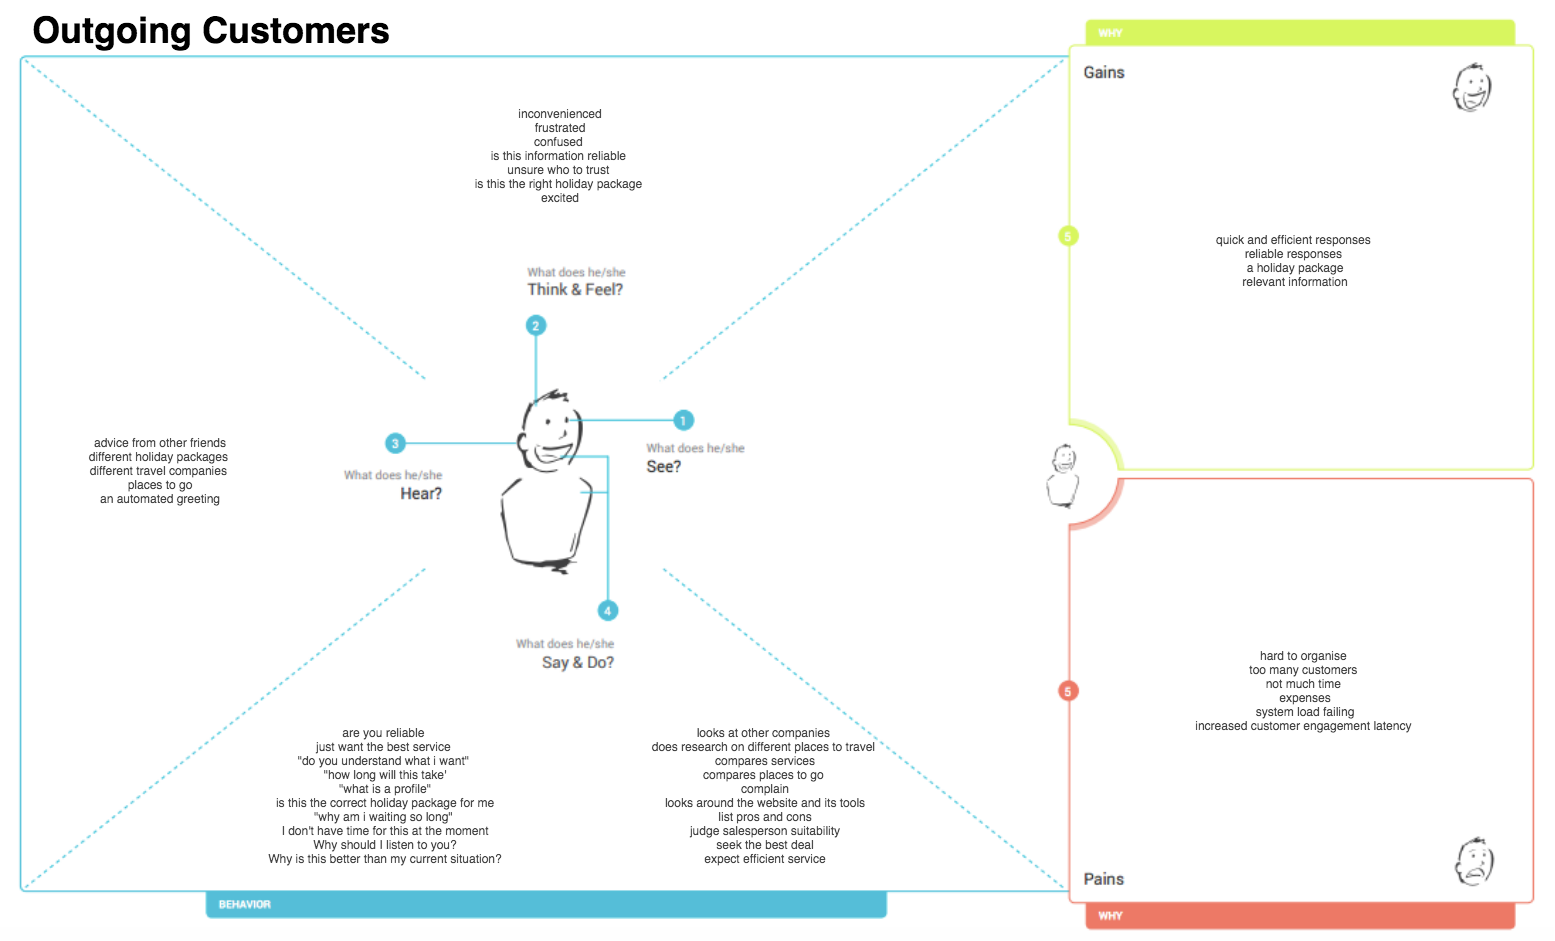 Outgoing Customers
inconvenienced
frustrated
confused
is this information reliable
unsure who to trust
is this the right holiday package
excited
What does he/she
Think & Feel?
2
1
What does he/she
See?
3
What does he/she
Hear?
advice from other friends
different holiday packages
different travel companies
places to go
an automated greeting
4
What does he/she
Say & Do?
are you reliable
just want the best service
"do you understand what i want"
"how long will this take'
"what is a profile"
is this the correct holiday package for me
"why am i waiting so long"
I don't have time for this at the moment
Why should I listen to you?
Why is this better than my current situation?
looks at other companies
does research on different places to travel
compares services
compares places to go
complain
looks around the website and its tools
list pros and cons
judge salesperson suitability
seek the best deal
expect efficient service
BEHAVIOR
WHY
Gains
5
quick and efficient responses
reliable responses
a holiday package
relevant information
5
hard to organise
too many customers
not much time
expenses
system load failing
increased customer engagement latency
Pains
WHY